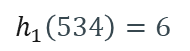 h₁(534) = 6